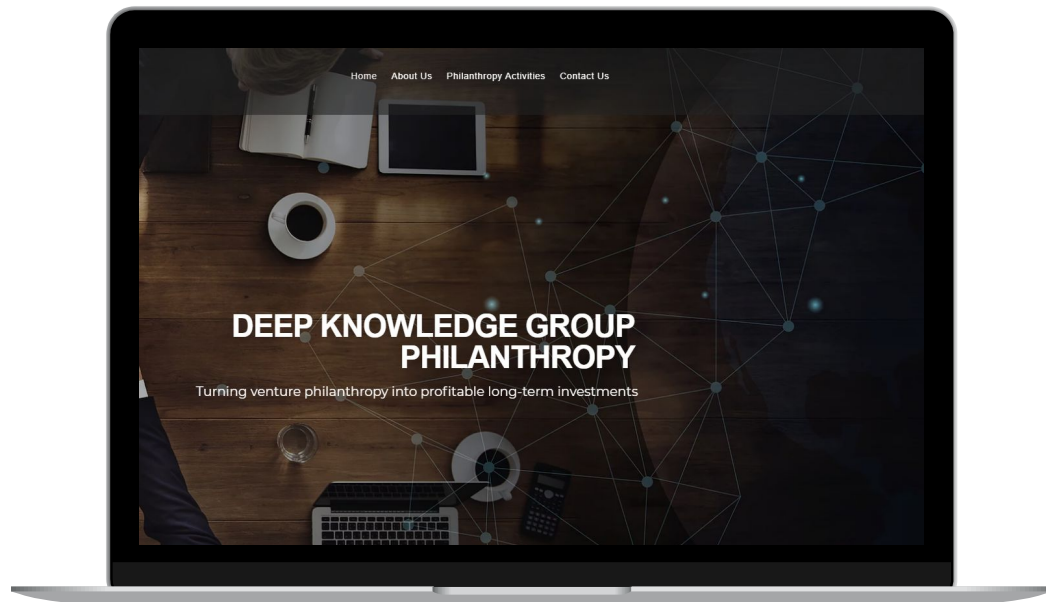 Home About Us Philanthropy Activities Contact Us
DEEP KNOWLEDGE GROUP
PHILANTHROPY
Turning venture philanthropy into profitable long-term investments